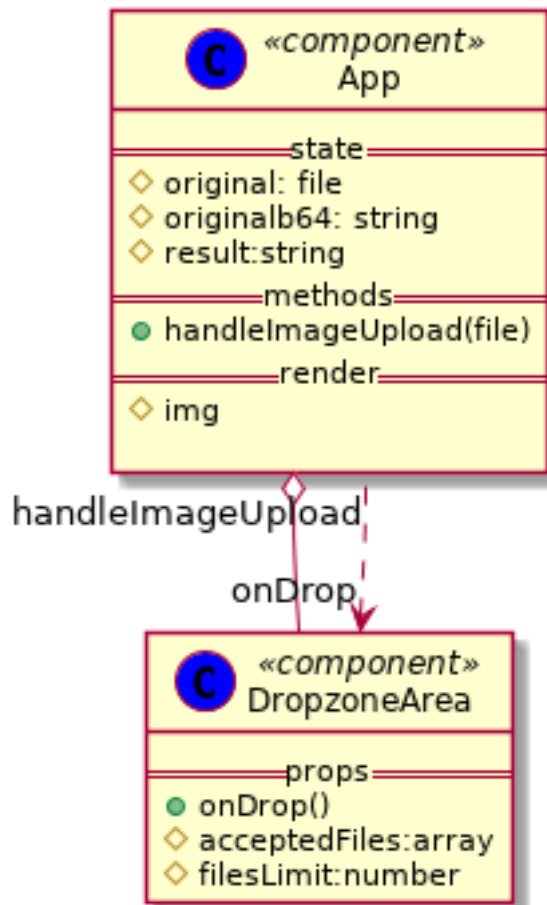 C «component»
App
state
original: file
originalb64: string
result:string
methods
handleImageUpload(file)
render
img
handleImageUpload
onDrop
C «component»
DropzoneArea
props
onDrop()
acceptedFiles:array
filesLimit:number